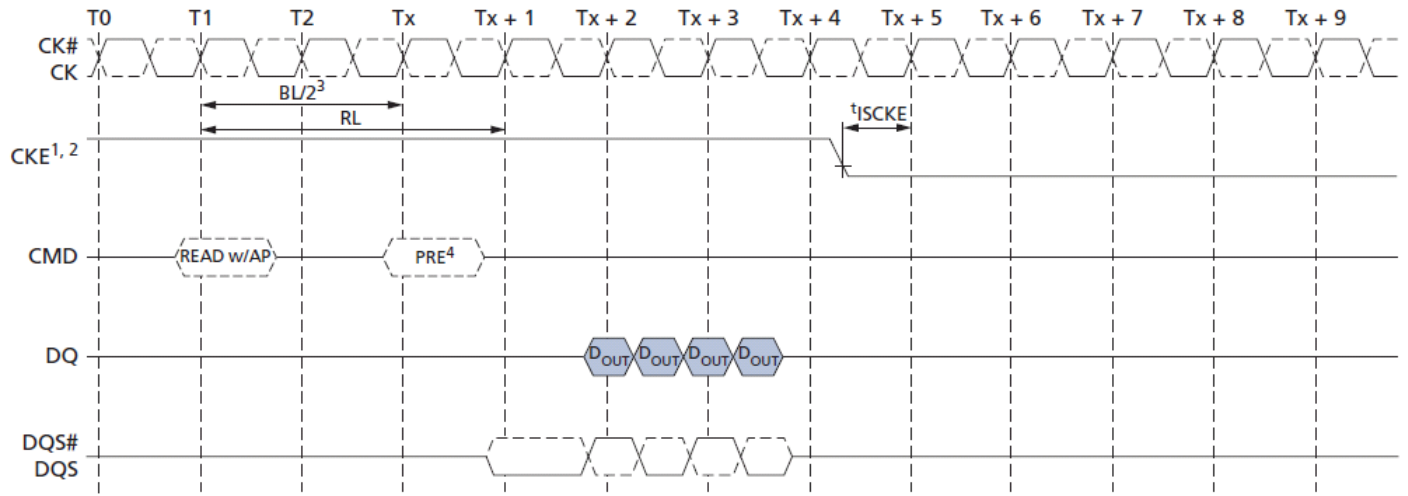 T0 T1 T2 Tx Tx + 1 Tx + 2 Tx + 3 Tx + 4 Tx + 5 Tx + 6 Tx + 7 Tx + 8 Tx + 9
CK#
CK
BL/2³
RL
tISCKE
CKE1, 2
CMD READ w/AP PRE⁴
DQ DOUT DOUT DOUT DOUT
DQS#
DQS